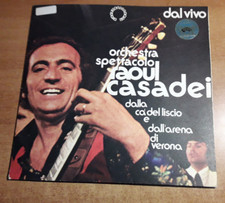 dal vivo
orchestra
spettacolo
raoul
casadei
dalla
ca' del liscio
e
dall'arena
di
verona